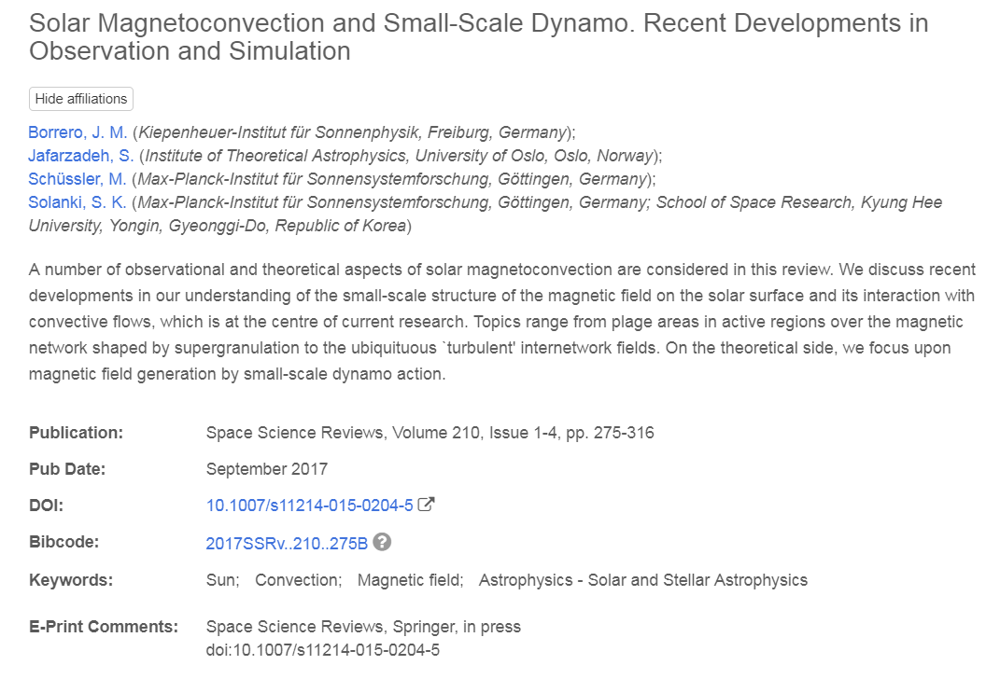 Solar Magnetoconvection and Small-Scale Dynamo. Recent Developments in
Observation and Simulation
Hide affiliations
Borrero, J. M. (Kiepenheuer-Institut für Sonnenphysik, Freiburg, Germany);
Jafarzadeh, S. (Institute of Theoretical Astrophysics, University of Oslo, Oslo, Norway);
Schüssler, M. (Max-Planck-Institut für Sonnensystemforschung, Göttingen, Germany);
Solanki, S. K. (Max-Planck-Institut für Sonnensystemforschung, Göttingen, Germany; School of Space Research, Kyung Hee
University, Yongin, Gyeonggi-Do, Republic of Korea)
A number of observational and theoretical aspects of solar magnetoconvection are considered in this review. We discuss recent
developments in our understanding of the small-scale structure of the magnetic field on the solar surface and its interaction with
convective flows, which is at the centre of current research. Topics range from plage areas in active regions over the magnetic
network shaped by supergranulation to the ubiquituous `turbulent' internetwork fields. On the theoretical side, we focus upon
magnetic field generation by small-scale dynamo action.
Publication: Space Science Reviews, Volume 210, Issue 1-4, pp. 275-316
Pub Date: September 2017
DOI: 10.1007/s11214-015-0204-5
Bibcode: 2017SSRv..210..275B ?
Keywords: Sun; Convection; Magnetic field; Astrophysics - Solar and Stellar Astrophysics
E-Print Comments: Space Science Reviews, Springer, in press
doi:10.1007/s11214-015-0204-5